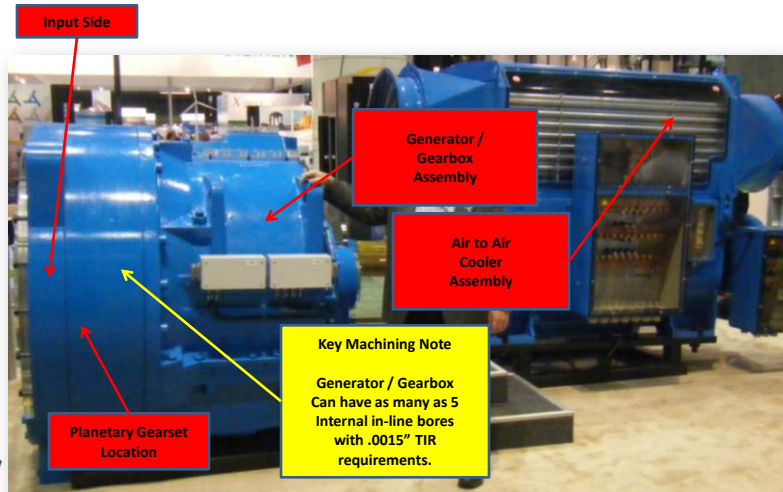 Input Side
Generator /
Gearbox
Assembly
Air to Air
Cooler
Assembly
Key Machining Note
Generator / Gearbox
Can have as many as 5
Internal in-line bores
with .0015” TIR
requirements.
Planetary Gearset
Location